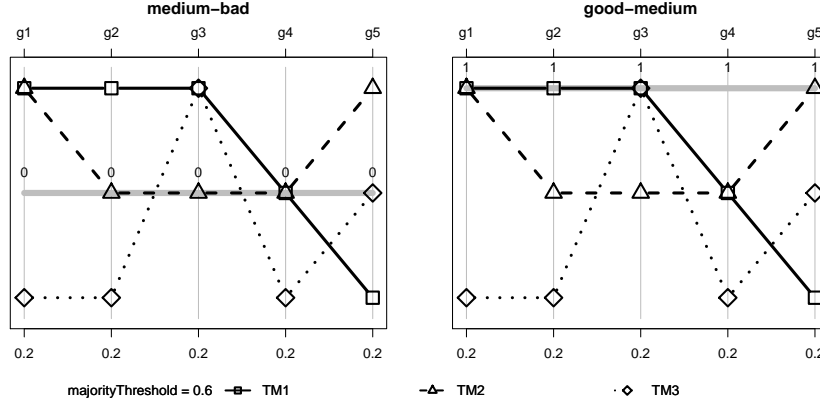 medium-bad good-medium
g1 g2 g3 g4 g5 g1 g2 g3 g4 g5
1 1 1 1 1
0 0 0 0 0
0.2 0.2 0.2 0.2 0.2 0.2 0.2 0.2 0.2 0.2
majorityThreshold = 0.6 TM1 TM2 TM3